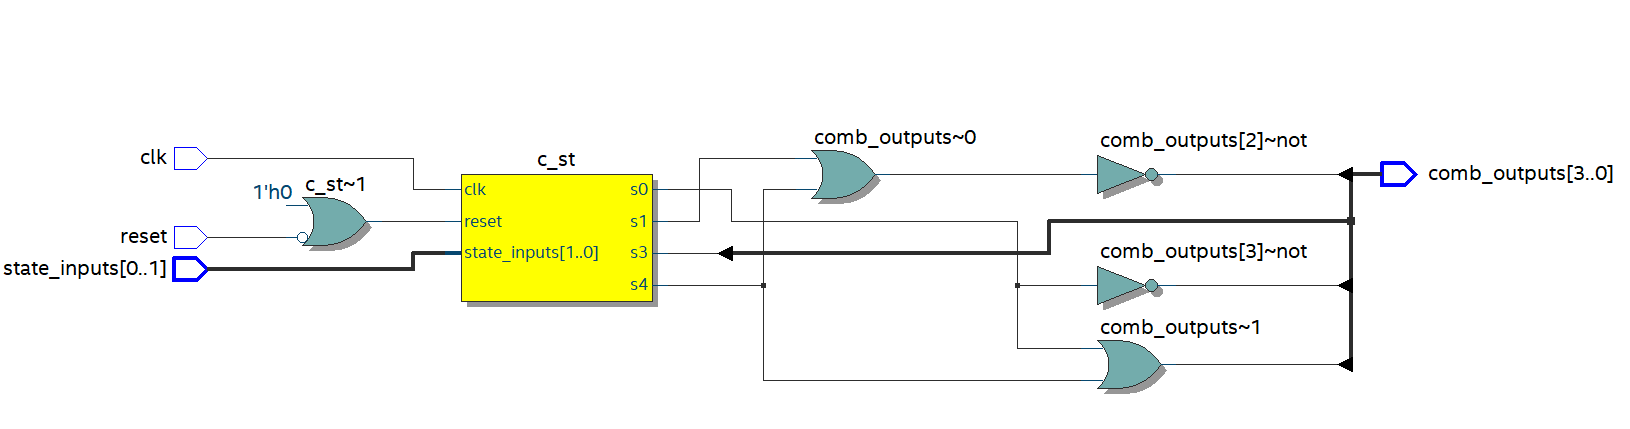 comb_outputs~0
comb_outputs[2]~not
clk
c_st
comb_outputs[3..0]
1'h0
c_st~1
clk
s0
reset
reset
s1
state_inputs[0..1]
state_inputs[1..0]
s3
comb_outputs[3]~not
s4
comb_outputs~1